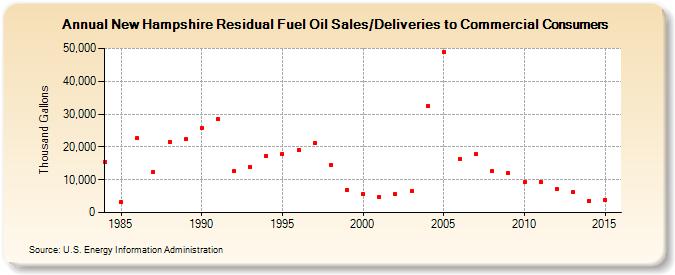 Annual New Hampshire Residual Fuel Oil Sales/Deliveries to Commercial Consumers
Thousand Gallons
50,000
40,000
30,000
20,000
10,000
0
1985 1990 1995 2000 2005 2010 2015
Source: U.S. Energy Information Administration